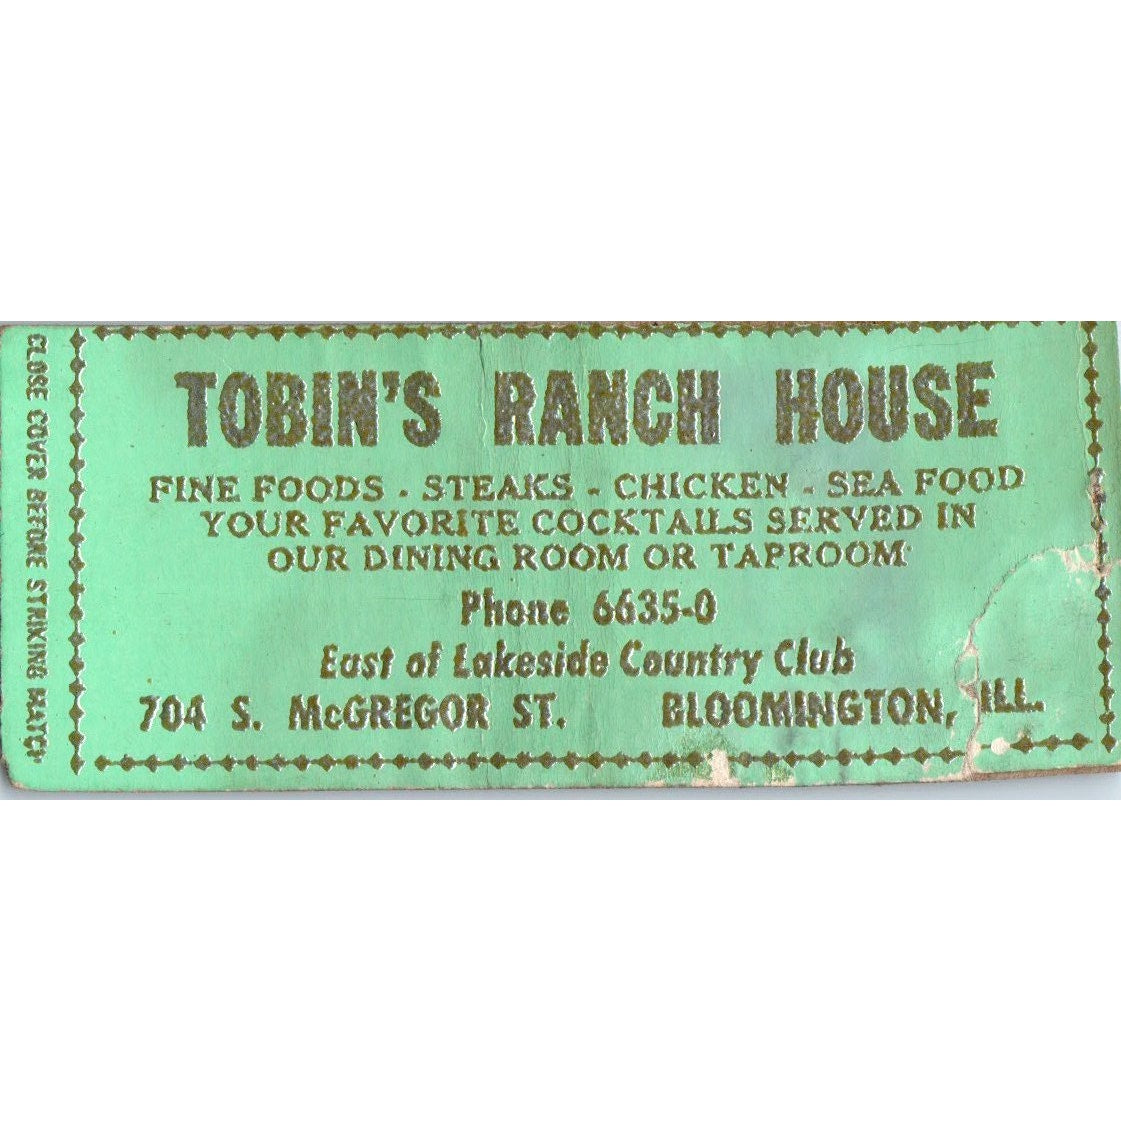 CLOSE COVER BEFORE STRIKING MATCH
TOBIN'S RANCH HOUSE
FINE FOODS - STEAKS - CHICKEN - SEA FOOD
YOUR FAVORITE COCKTAILS SERVED IN
OUR DINING ROOM OR TAPROOM
Phone 6635-0
East of Lakeside Country Club
704 S. McGREGOR ST. BLOOMINGTON, ILL.